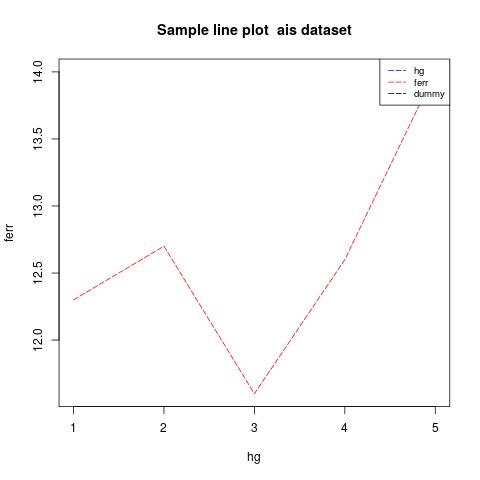 Sample line plot  ais dataset
hg
ferr
dummy
14.0
13.5
13.0
12.5
12.0
ferr
1 2 3 4 5
hg